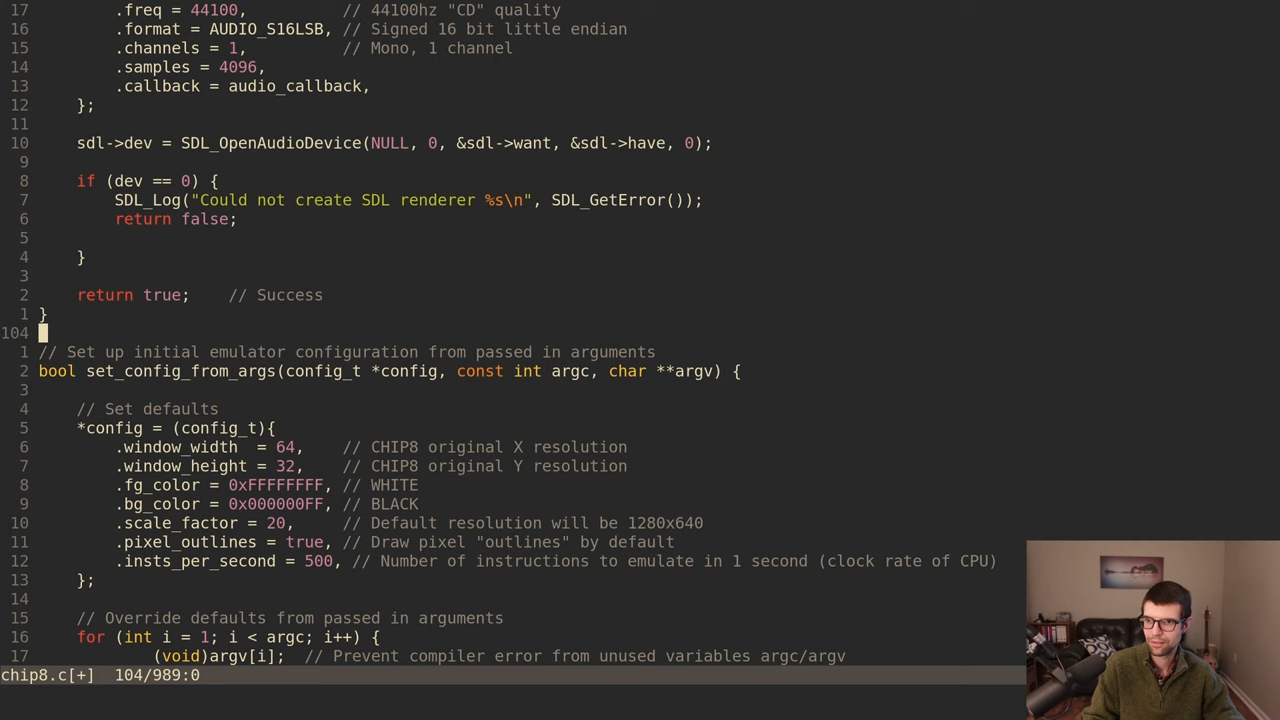 17         .freq = 44100,          // 44100hz "CD" quality
16         .format = AUDIO_S16LSB, // Signed 16 bit little endian
15         .channels = 1,          // Mono, 1 channel
14         .samples = 4096,
13         .callback = audio_callback,
12     };
11
10     sdl->dev = SDL_OpenAudioDevice(NULL, 0, &sdl->want, &sdl->have, 0);
9
8     if (dev == 0) {
7         SDL_Log("Could not create SDL renderer %s\n", SDL_GetError());
6         return false;
5
4     }
3
2     return true;    // Success
1 }
104
1 // Set up initial emulator configuration from passed in arguments
2 bool set_config_from_args(config_t *config, const int argc, char **argv) {
3
4     // Set defaults
5     *config = (config_t){
6         .window_width  = 64,    // CHIP8 original X resolution
7         .window_height = 32,    // CHIP8 original Y resolution
8         .fg_color = 0xFFFFFFFF, // WHITE
9         .bg_color = 0x000000FF, // BLACK
10         .scale_factor = 20,     // Default resolution will be 1280x640
11         .pixel_outlines = true, // Draw pixel "outlines" by default
12         .insts_per_second = 500, // Number of instructions to emulate in 1 second (clock rate of CPU)
13     };
14
15     // Override defaults from passed in arguments
16     for (int i = 1; i < argc; i++) {
17             (void)argv[i];  // Prevent compiler error from unused variables argc/argv
chip8.c[+]  104/989:0